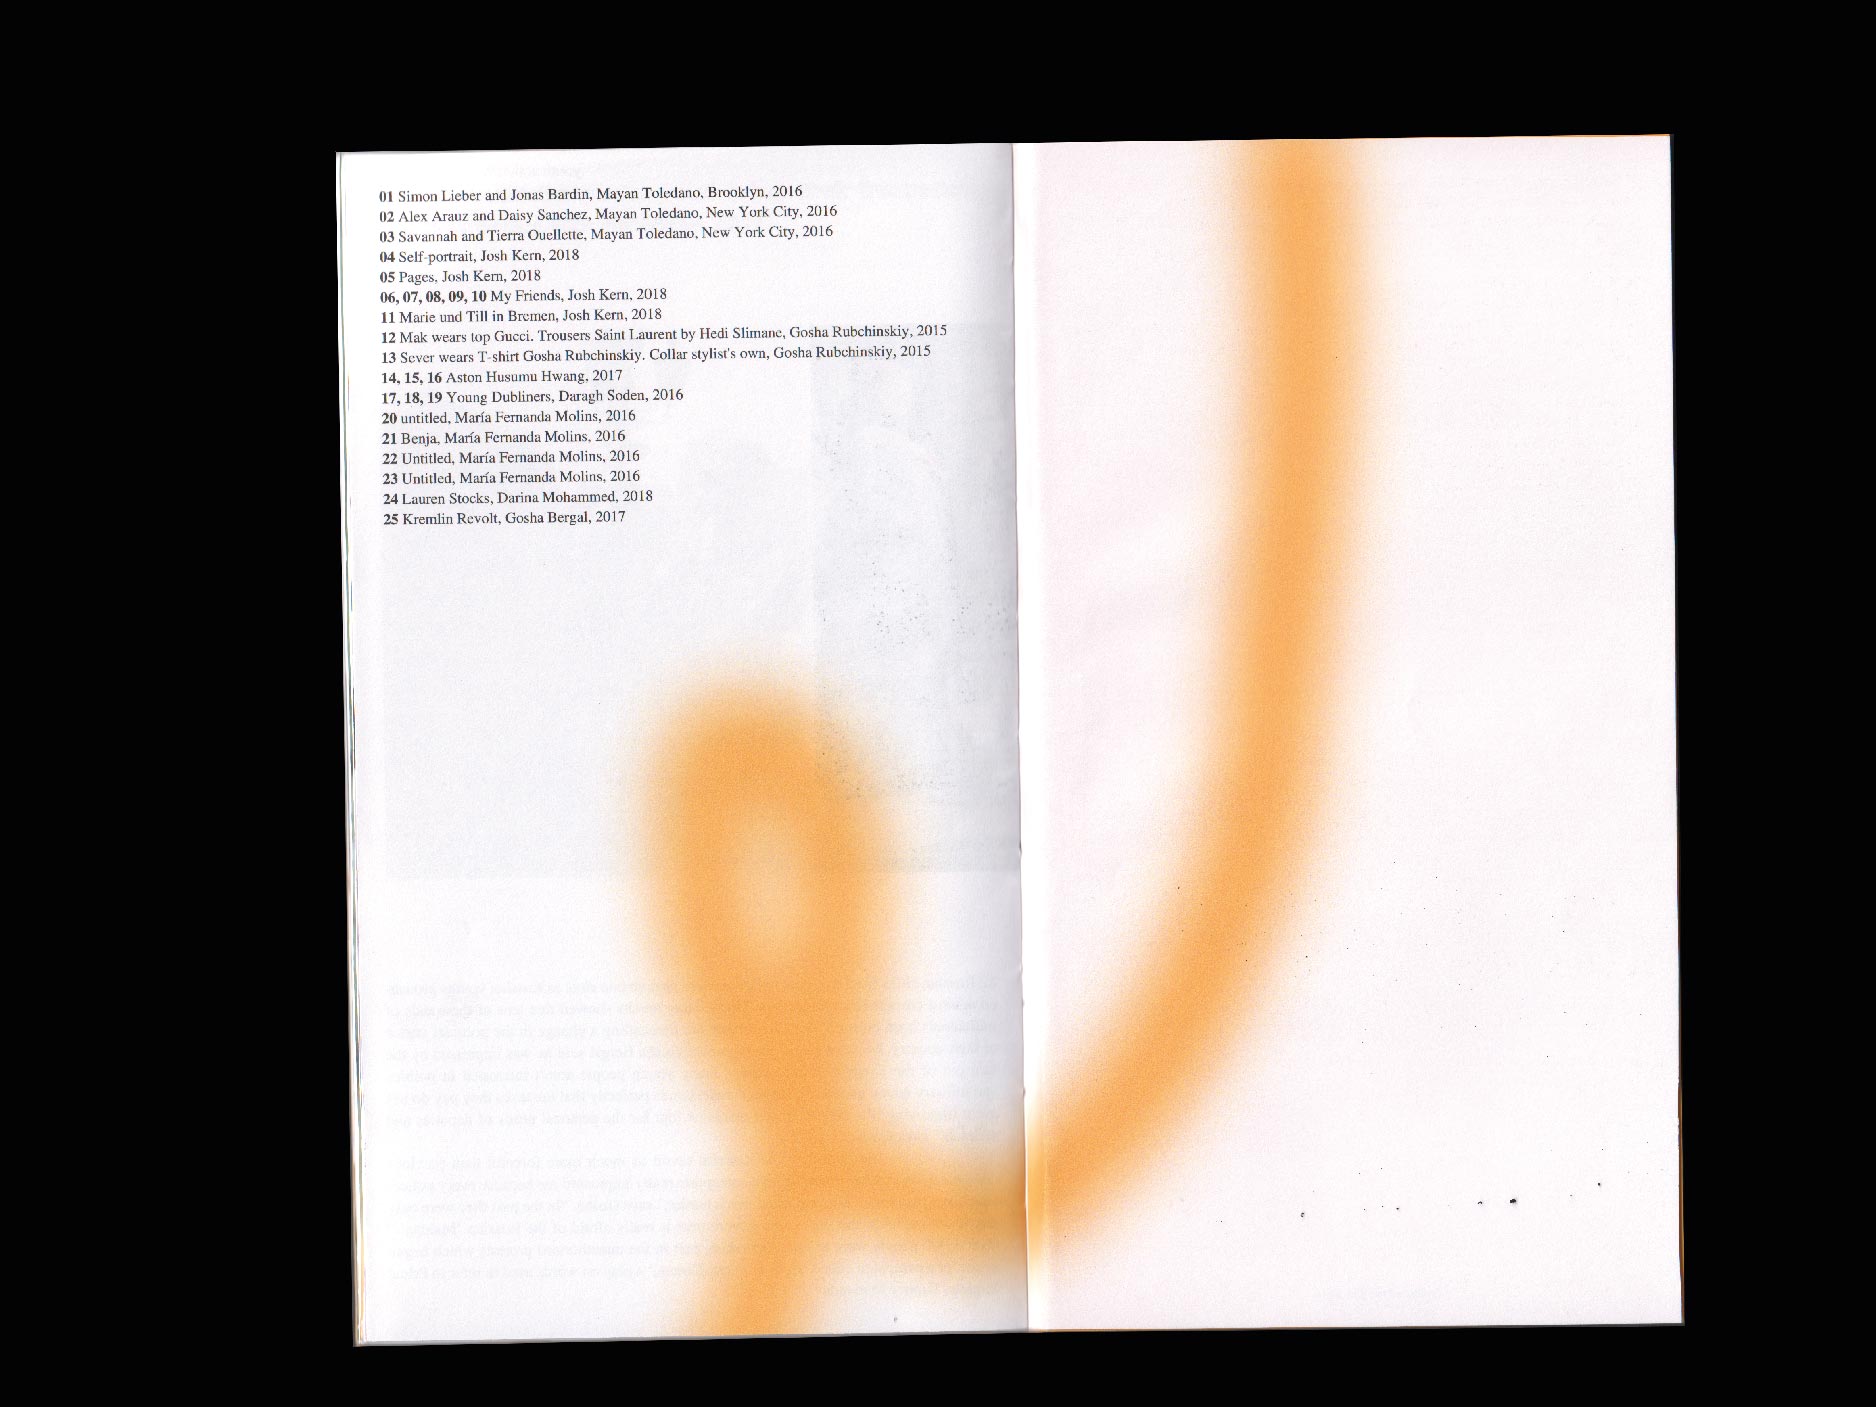 01 Simon Lieber and Jonas Bardin, Mayan Toledano, Brooklyn, 2016
02 Alex Arauz and Daisy Sanchez, Mayan Toledano, New York City, 2016
03 Savannah and Tierra Ouellette, Mayan Toledano, New York City, 2016
04 Self-portrait, Josh Kern, 2018
05 Pages, Josh Kern, 2018
06, 07, 08, 09, 10 My Friends, Josh Kern, 2018
11 Marie und Till in Bremen, Josh Kern, 2018
12 Mak wears top Gucci. Trousers Saint Laurent by Hedi Slimane, Gosha Rubchinskiy, 2015
13 Sever wears T-shirt Gosha Rubchinskiy. Collar stylist's own, Gosha Rubchinskiy, 2015
14, 15, 16 Aston Husumu Hwang, 2017
17, 18, 19 Young Dubliners, Daragh Soden, 2016
20 untitled, María Fernanda Molins, 2016
21 Benja, María Fernanda Molins, 2016
22 Untitled, María Fernanda Molins, 2016
23 Untitled, María Fernanda Molins, 2016
24 Lauren Stocks, Darina Mohammed, 2018
25 Kremlin Revolt, Gosha Bergal, 2017